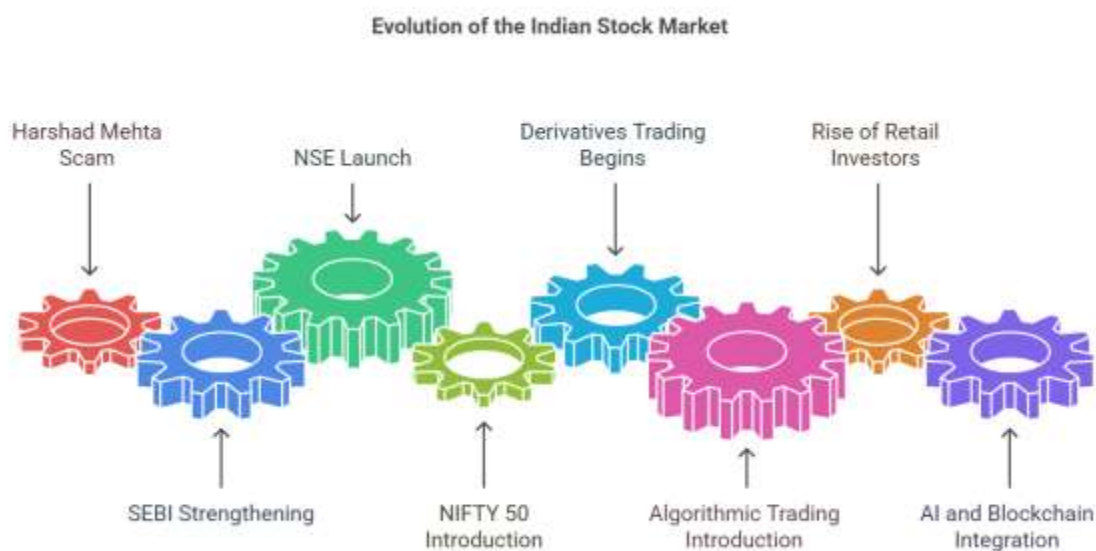 Evolution of the Indian Stock Market
Harshad Mehta
Scam
NSE Launch
Derivatives Trading
Begins
Rise of Retail
Investors
SEBI Strengthening
NIFTY 50
Introduction
Algorithmic Trading
Introduction
AI and Blockchain
Integration